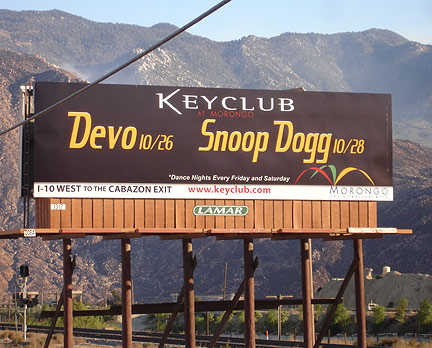 KEYCLUB
AT MORONGO
Devo 10/26 Snoop Dogg 10/28
*Dance Nights Every Friday and Saturday
I-10 WEST TO THE CABAZON EXIT www.keyclub.com MORONGO
LAMAR